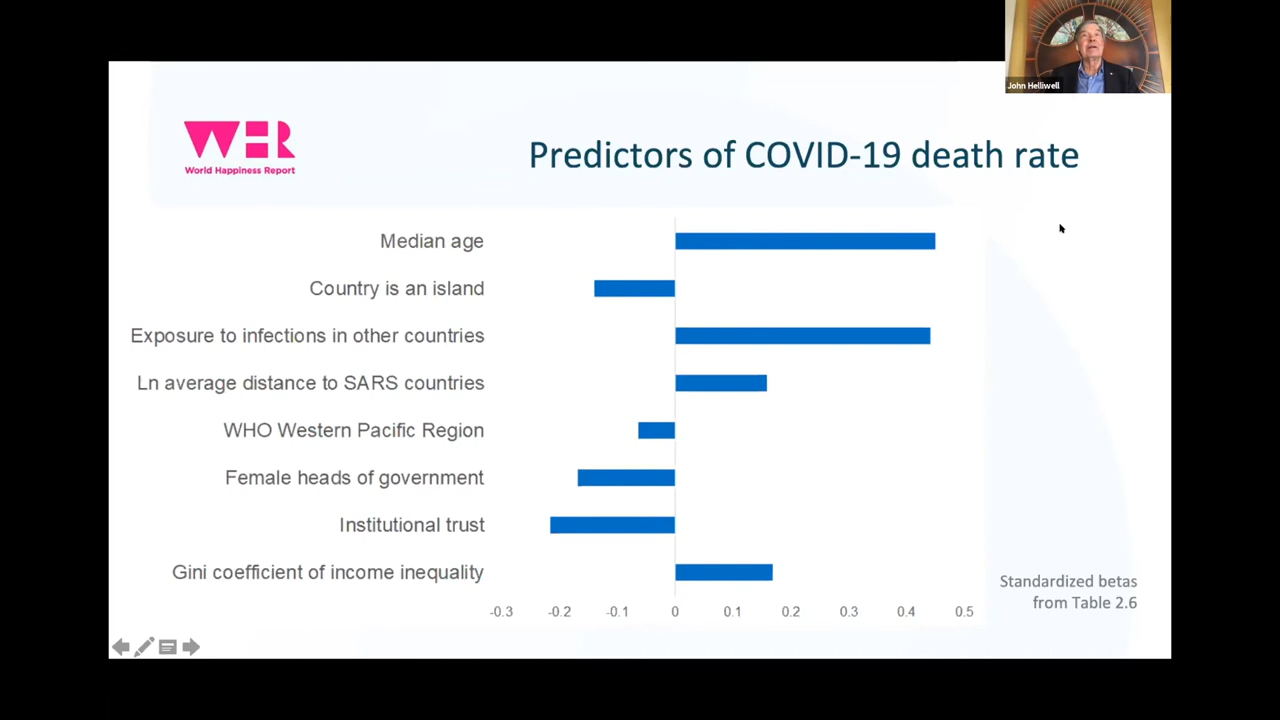 John Helliwell
WHR
World Happiness Report
Predictors of COVID-19 death rate
Median age
Country is an island
Exposure to infections in other countries
Ln average distance to SARS countries
WHO Western Pacific Region
Female heads of government
Institutional trust
Gini coefficient of income inequality
-0.3 -0.2 -0.1 0 0.1 0.2 0.3 0.4 0.5
Standardized betas
from Table 2.6